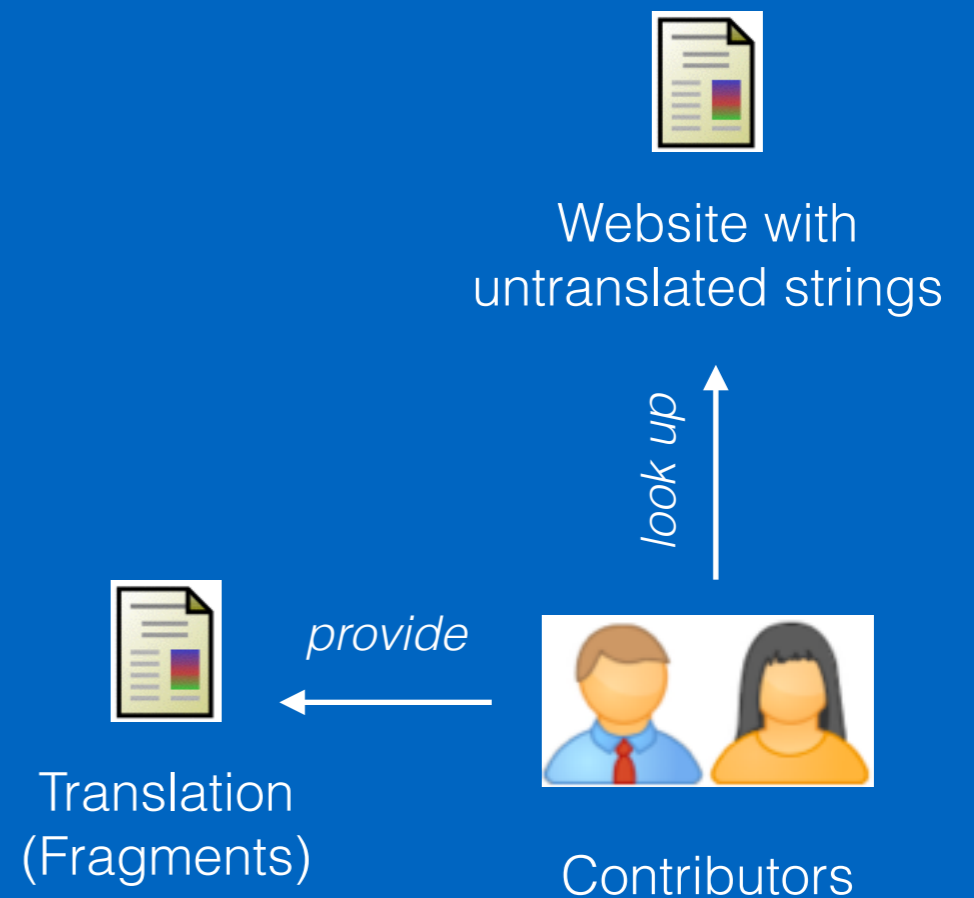 Website with
untranslated strings
look up
provide
Translation
(Fragments)
Contributors